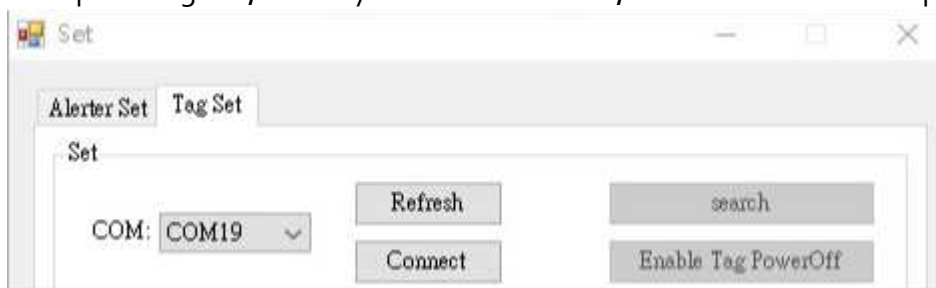 Set
Alerter Set Tag Set
Set
Refresh search
COM: COM19
Connect Enable Tag PowerOff